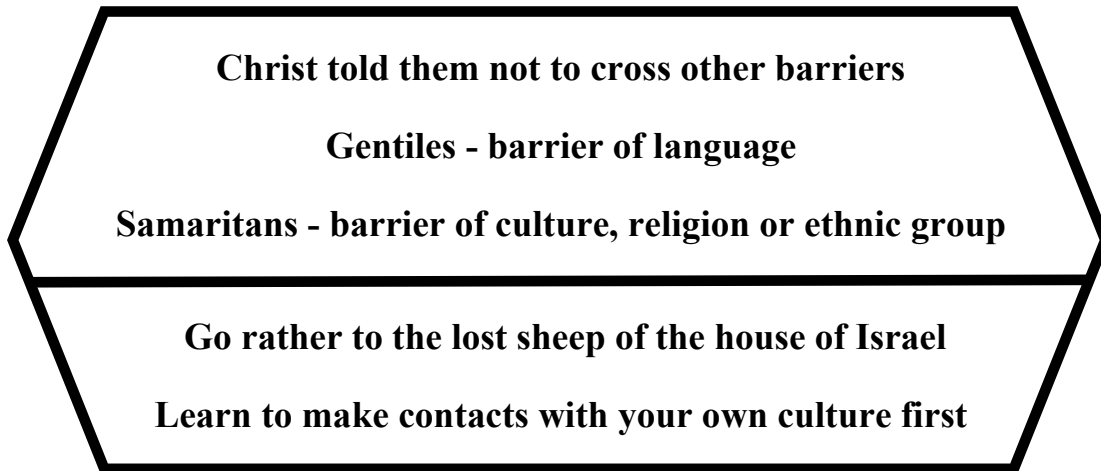 Christ told them not to cross other barriers
Gentiles - barrier of language
Samaritans - barrier of culture, religion or ethnic group
Go rather to the lost sheep of the house of Israel
Learn to make contacts with your own culture first